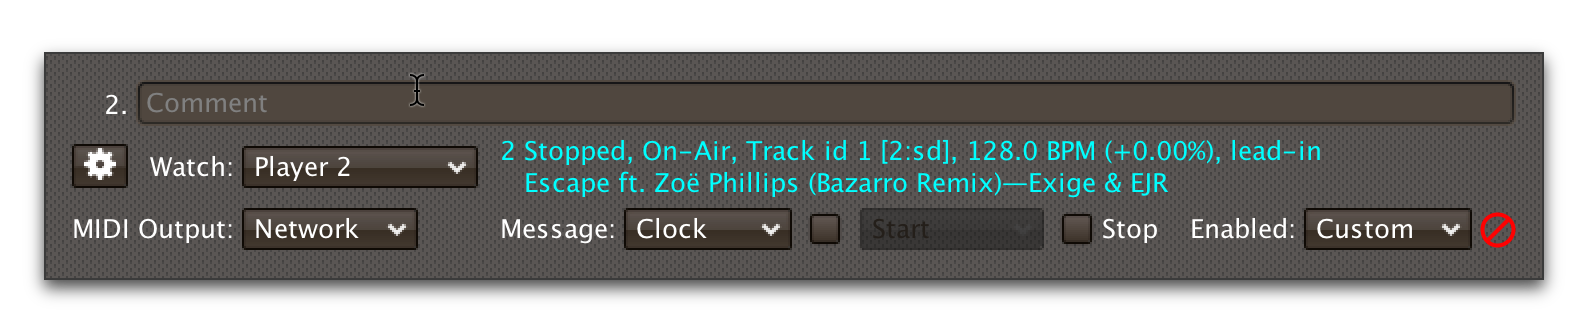 2. Comment
Watch: Player 2
2 Stopped, On-Air, Track id 1 [2:sd], 128.0 BPM (+0.00%), lead-in
Escape ft. Zoë Phillips (Bazarro Remix)—Exige & EJR
MIDI Output: Network Message: Clock Start Stop Enabled: Custom